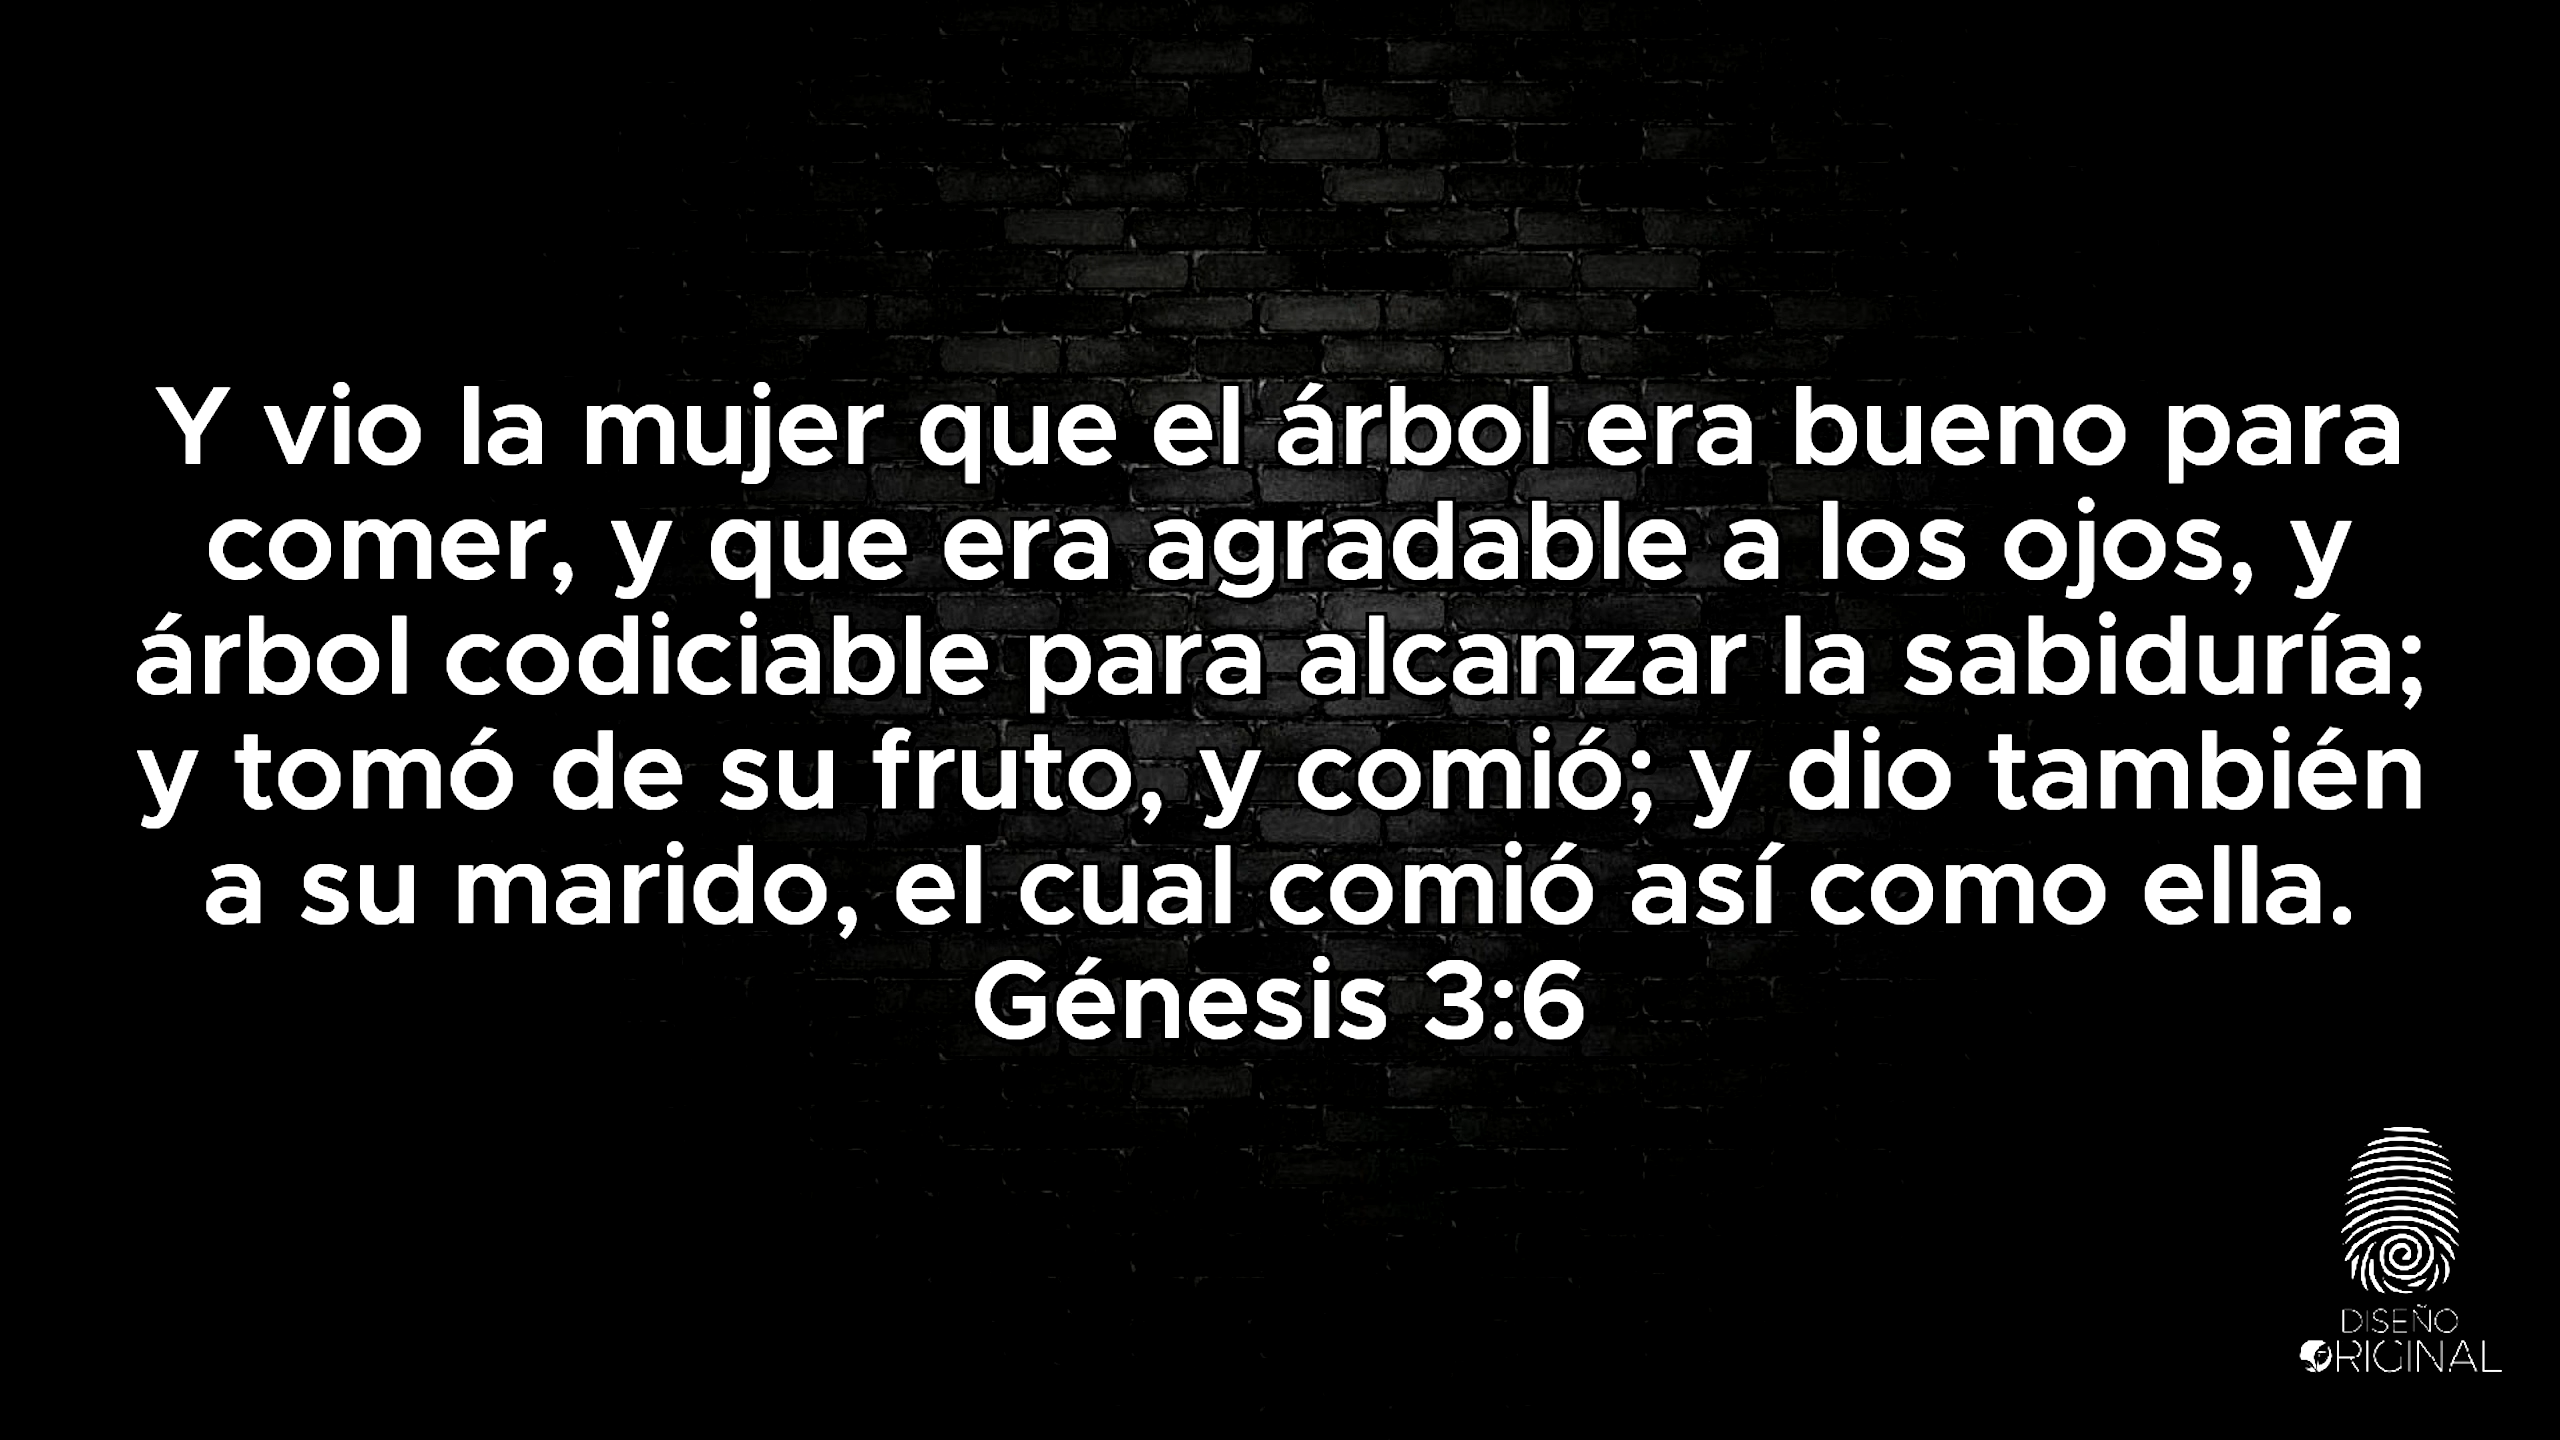 Y vio la mujer que el árbol era bueno para
comer, y que era agradable a los ojos, y
árbol codiciable para alcanzar la sabiduría;
y tomó de su fruto, y comió; y dio también
a su marido, el cual comió así como ella.
Génesis 3:6
DISEÑO
ORIGINAL